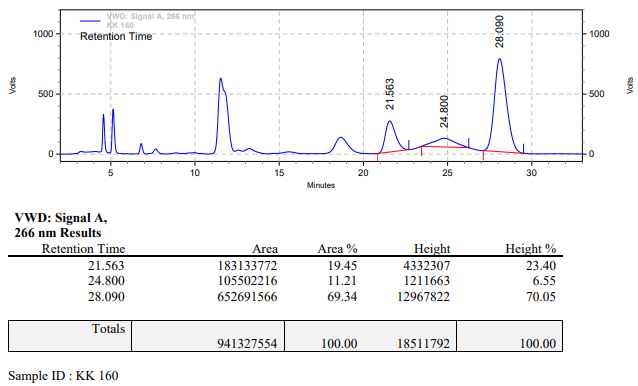 VWD: Signal A, 266 nm
KK 160
Retention Time
1000
500
0
Volts
21.563
24.800
28.090
1000
500
0
Volts
5 10 15 20 25 30
Minutes
VWD: Signal A,
266 nm Results
Retention Time Area Area % Height Height %
21.563 183133772 19.45 4332307 23.40
24.800 105502216 11.21 1211663 6.55
28.090 652691566 69.34 12967822 70.05
Totals
941327554 100.00 18511792 100.00
Sample ID : KK 160